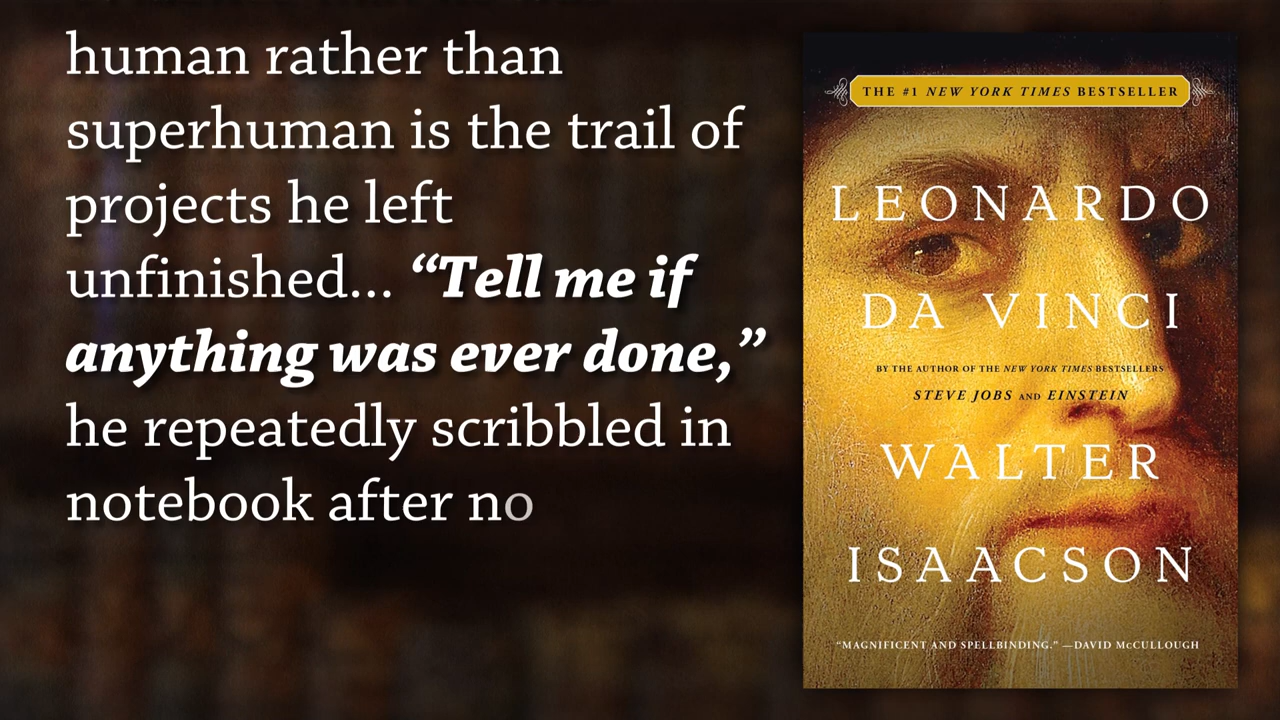 human rather than
superhuman is the trail of
projects he left
unfinished... “Tell me if
anything was ever done,”
he repeatedly scribbled in
notebook after no
THE #1 NEW YORK TIMES BESTSELLER
LEONARDO
DA VINCI
BY THE AUTHOR OF THE NEW YORK TIMES BESTSELLERS
STEVE JOBS AND EINSTEIN
WALTER
ISAACSON
“MAGNIFICENT AND SPELLBINDING.” —DAVID McCULLOUGH